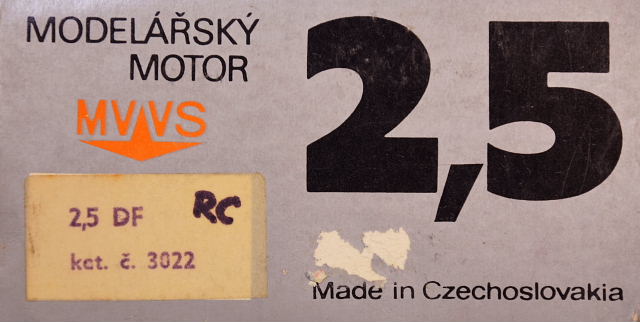 MODELÁŘSKÝ
MOTOR
2,5
MVVS
2,5 DF RC
kat. č. 3022
Made in Czechoslovakia